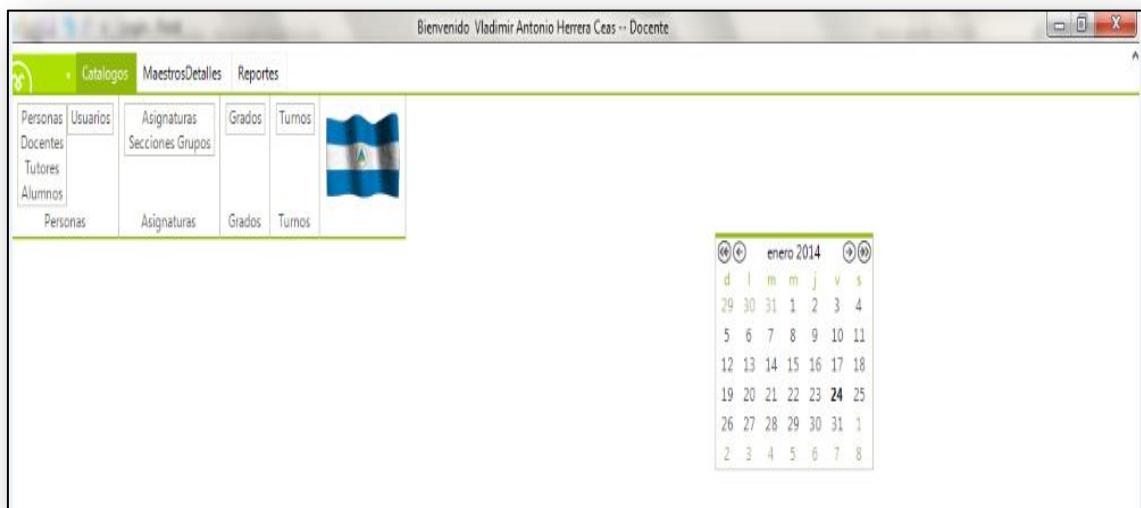 Bienvenido Vladimir Antonio Herrera Ceas -- Docente
Catalogos MaestrosDetalles Reportes
Personas Usuarios Asignaturas Grados Turnos
Docentes Secciones Grupos
Tutores
Alumnos
Personas Asignaturas Grados Turnos
enero 2014
d l m m j v s
29 30 31 1 2 3 4
5 6 7 8 9 10 11
12 13 14 15 16 17 18
19 20 21 22 23 24 25
26 27 28 29 30 31 1
2 3 4 5 6 7 8